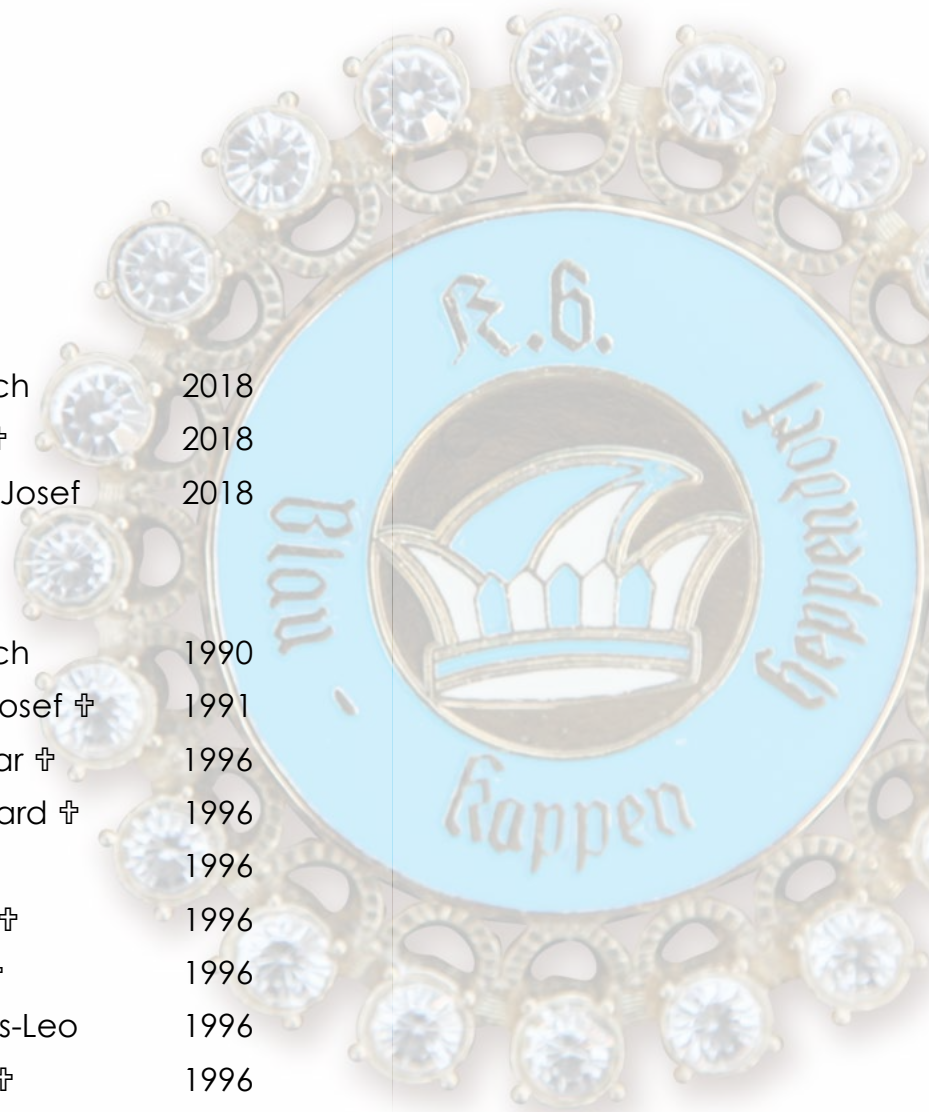 ch 2018
✞ 2018
Josef 2018
ch 1990
osef ✞ 1991
ar ✞ 1996
ard ✞ 1996
1996
✞ 1996
✞ 1996
s-Leo 1996
✞ 1996
K.G.
Blau -
Kappen